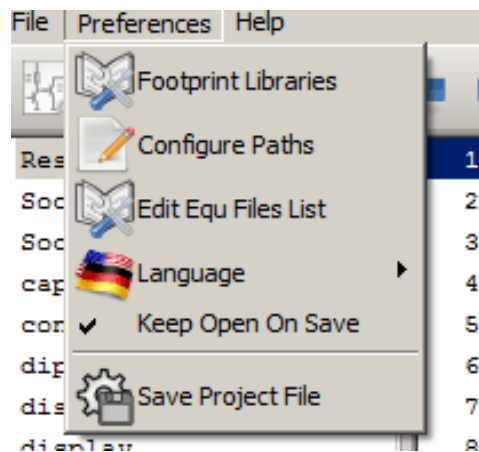 File Preferences Help
Footprint Libraries
Configure Paths
Edit Equ Files List
Language
Keep Open On Save
Save Project File
Res
Soc
Soc
cap
con
dip
dis
display
1
2
3
4
5
6
7
8